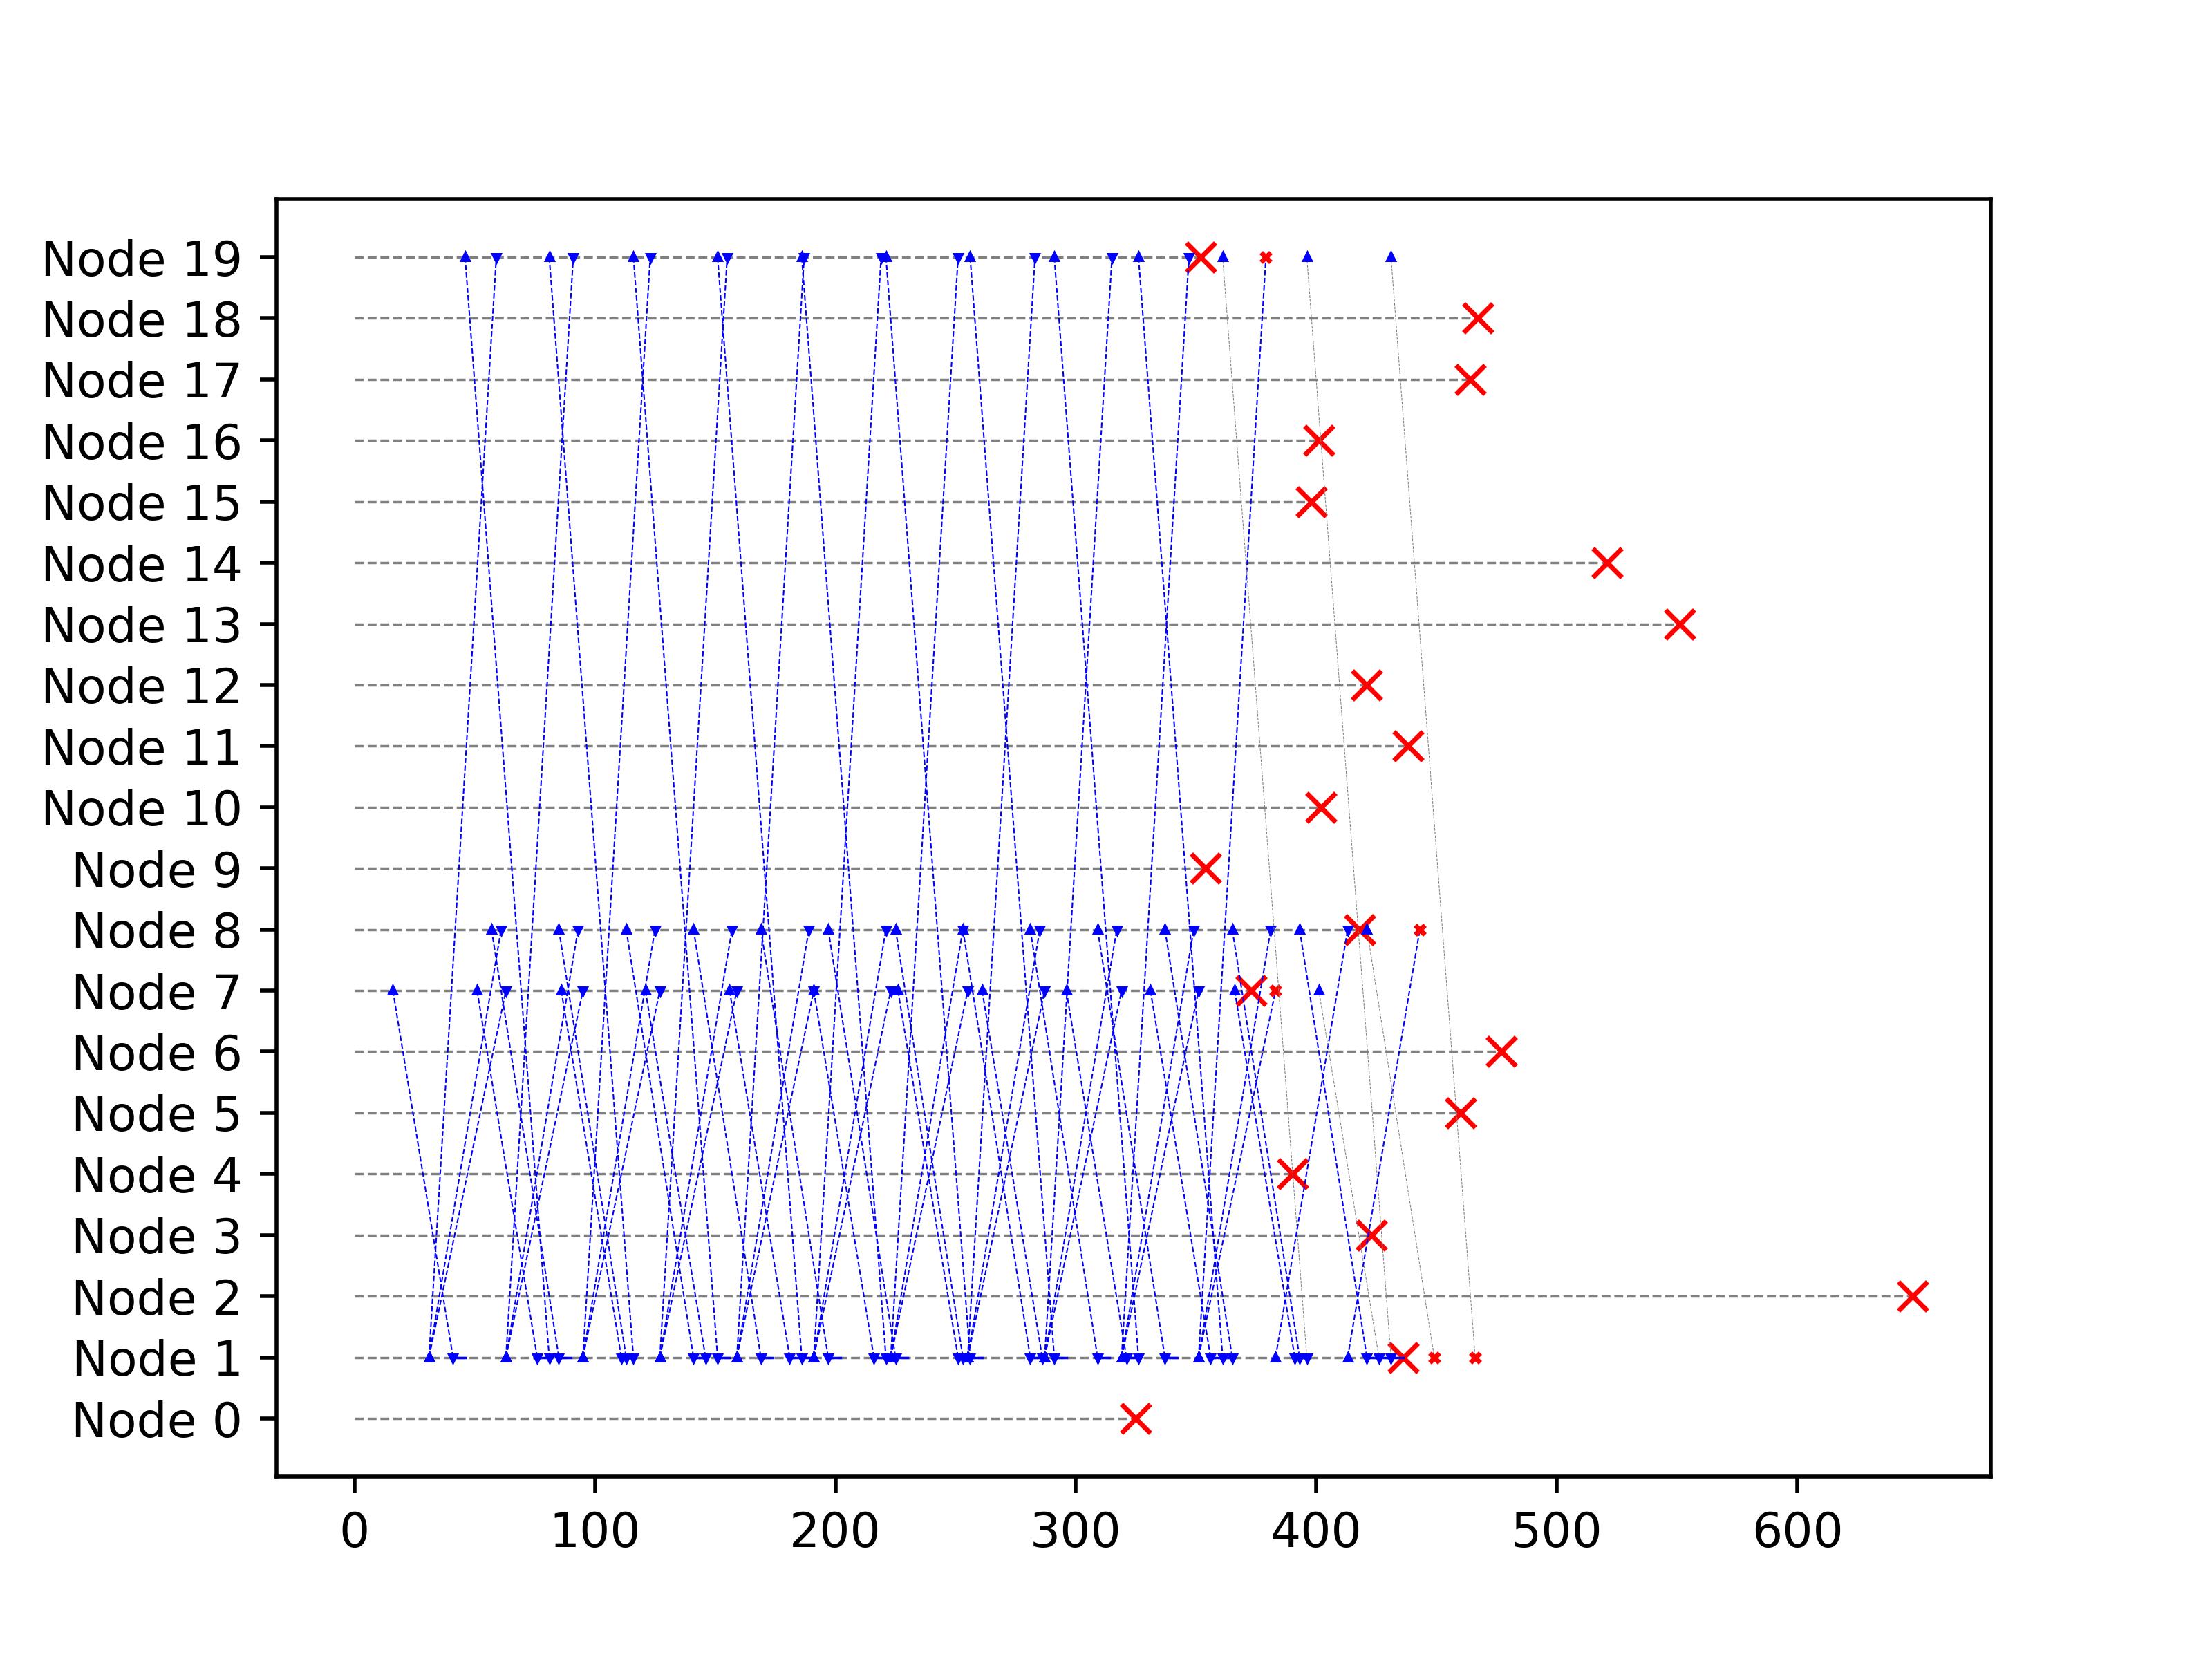 Node 19
Node 18
Node 17
Node 16
Node 15
Node 14
Node 13
Node 12
Node 11
Node 10
Node 9
Node 8
Node 7
Node 6
Node 5
Node 4
Node 3
Node 2
Node 1
Node 0
0 100 200 300 400 500 600